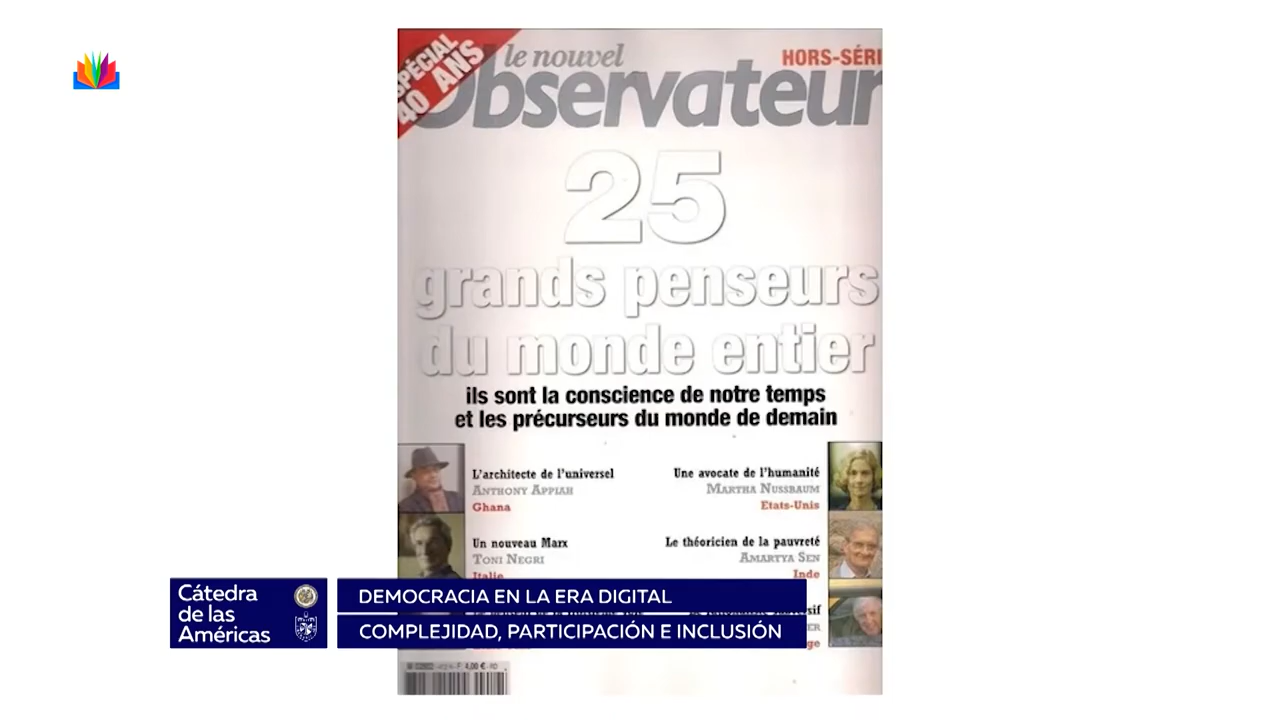 SPÉCIAL
40 ANS
le nouvel
Observateur
HORS-SÉRI
25
grands penseurs
du monde entier
ils sont la conscience de notre temps
et les précurseurs du monde de demain
L'architecte de l'universel
ANTHONY APPIAH
Ghana
Une avocate de l'humanité
MARTHA NUSSBAUM
Etats-Unis
Un nouveau Marx
TONI NEGRI
Italie
Le théoricien de la pauvreté
AMARTYA SEN
Inde
Cátedra
de las
Américas
DEMOCRACIA EN LA ERA DIGITAL
COMPLEJIDAD, PARTICIPACIÓN E INCLUSIÓN
4,00 €